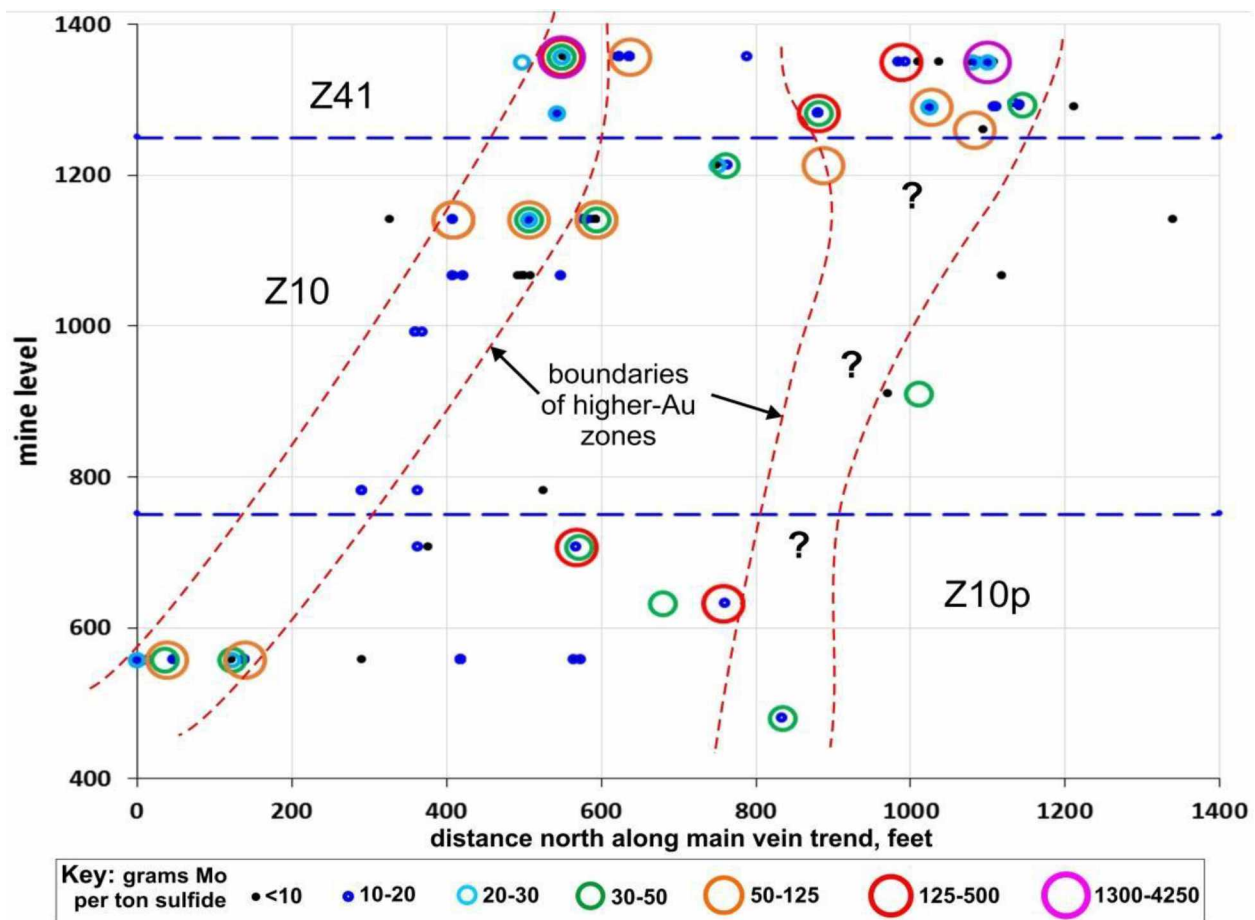 1400
1200
1000
800
600
400
mine level
Z41
Z10
?
?
boundaries
of higher-Au
zones
?
Z10p
0 200 400 600 800 1000 1200 1400
distance north along main vein trend, feet
Key: grams Mo
per ton sulfide
<10 10-20 20-30 30-50 50-125 125-500 1300-4250